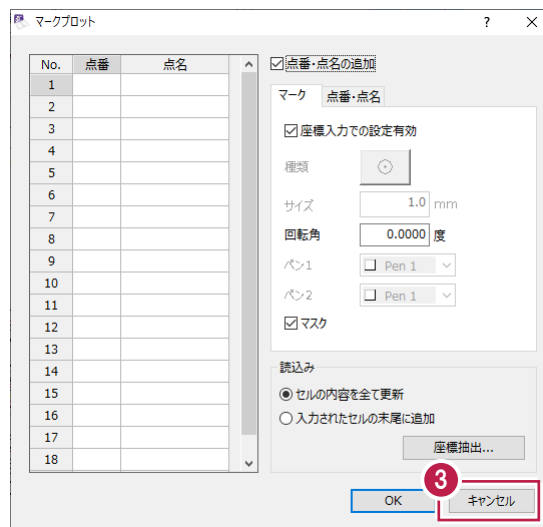 マークプロット ? ×
No. 点番 点名
1
2
3
4
5
6
7
8
9
10
11
12
13
14
15
16
17
18
点番・点名の追加
マーク 点番・点名
座標入力での設定有効
種類
サイズ 1.0 mm
回転角 0.0000 度
ペン1 Pen 1
ペン2 Pen 1
マスク
読込み
セルの内容を全て更新
入力されたセルの末尾に追加
座標抽出...
3
OK キャンセル